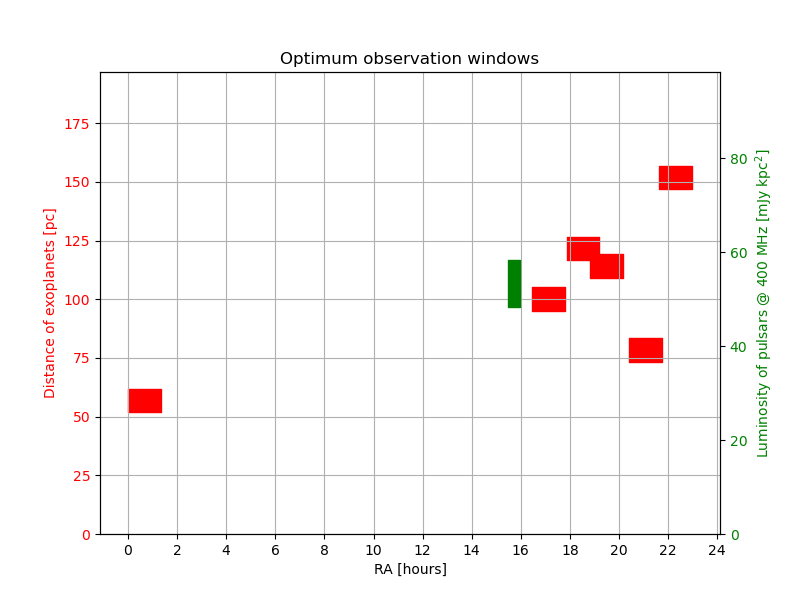 Optimum observation windows
175
150
125
100
75
50
25
0
Distance of exoplanets [pc]
80
60
40
20
0
Luminosity of pulsars @ 400 MHz [mJy kpc²]
0 2 4 6 8 10 12 14 16 18 20 22 24
RA [hours]